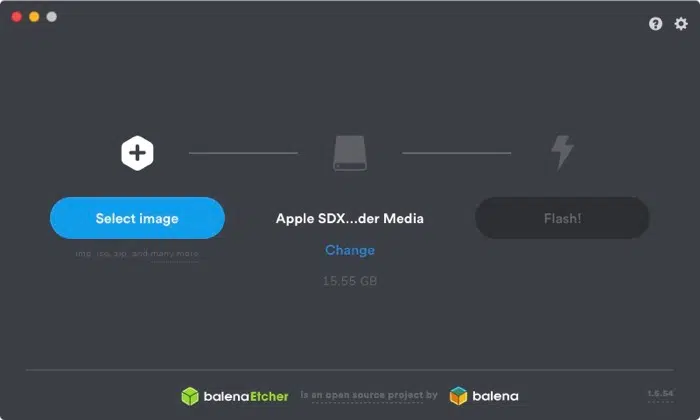 Select image
Apple SDX...der Media
Flash!
img, iso, zip, and many more
Change
15.55 GB
balenaEtcher is an open source project by balena
1.5.54